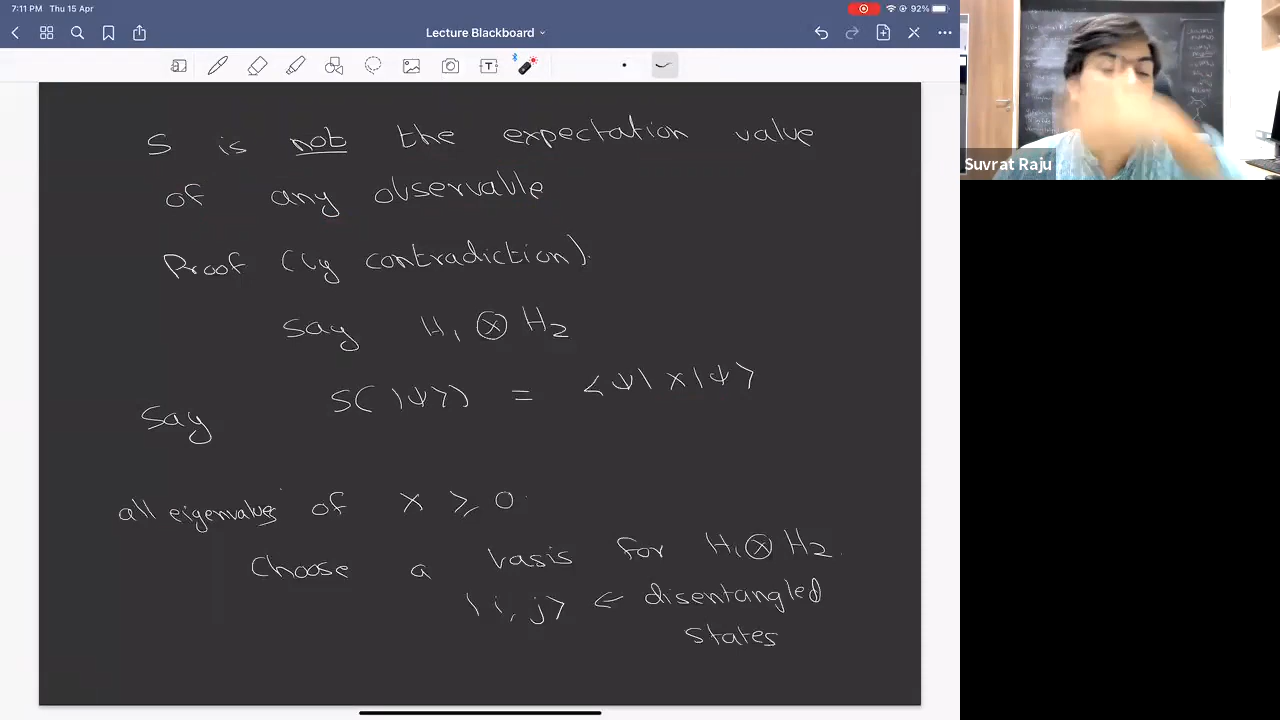 7:11 PM Thu 15 Apr
92%
Lecture Blackboard
S is not the expectation value
of any observable
Proof (by contradiction).
Say H₁ ⊗ H₂
Say S(|ψ⟩) = ⟨ψ|X|ψ⟩
all eigenvalues of X ≥ 0.
Choose a basis for H₁ ⊗ H₂.
|i, j⟩ ← disentangled
states
Suvrat Raju